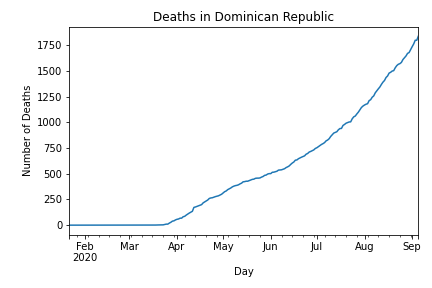 Deaths in Dominican Republic
Number of Deaths
1750
1500
1250
1000
750
500
250
0
Feb Mar Apr May Jun Jul Aug Sep
2020
Day